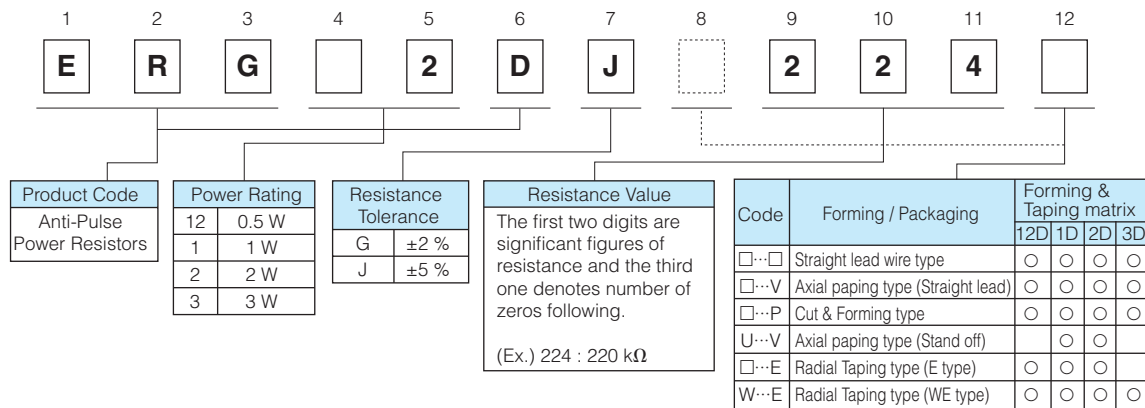 1 2 3 4 5 6 7 8 9 10 11 12
E R G 2 D J 2 2 4
Product Code
Anti-Pulse
Power Resistors
Power Rating
12 0.5 W
1 1 W
2 2 W
3 3 W
Resistance
Tolerance
G ±2 %
J ±5 %
Resistance Value
The first two digits are
significant figures of
resistance and the third
one denotes number of
zeros following.
(Ex.) 224 : 220 kΩ
Code Forming / Packaging Forming &
Taping matrix
12D 1D 2D 3D
□···□ Straight lead wire type ○ ○ ○ ○
□···V Axial paping type (Straight lead) ○ ○ ○ ○
□···P Cut & Forming type ○ ○ ○ ○
U···V Axial paping type (Stand off) ○ ○
□···E Radial Taping type (E type) ○ ○ ○
W···E Radial Taping type (WE type) ○ ○ ○ ○